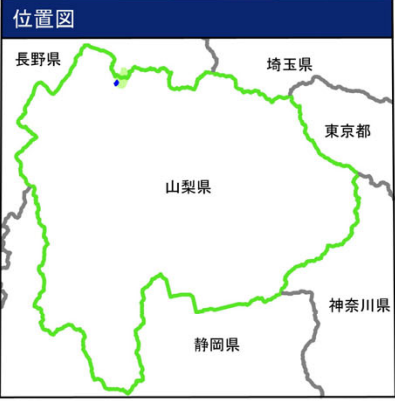 位置図
長野県
埼玉県
東京都
山梨県
神奈川県
静岡県